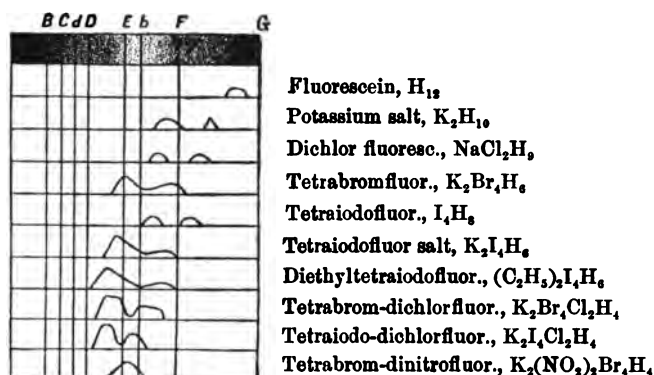 B C d D E b F G
Fluorescein, H₁₂
Potassium salt, K₂H₁₀
Dichlor fluoresc., NaCl₂H₉
Tetrabromfluor., K₂Br₄H₆
Tetraiodofluor., I₄H₈
Tetraiodofluor salt, K₂I₄H₆
Diethyltetraiodofluor., (C₂H₅)₂I₄H₆
Tetrabrom-dichlorfluor., K₂Br₄Cl₂H₄
Tetraiodo-dichlorfluor., K₂I₄Cl₂H₄
Tetrabrom-dinitrofluor., K₂(NO₂)₂Br₄H₄